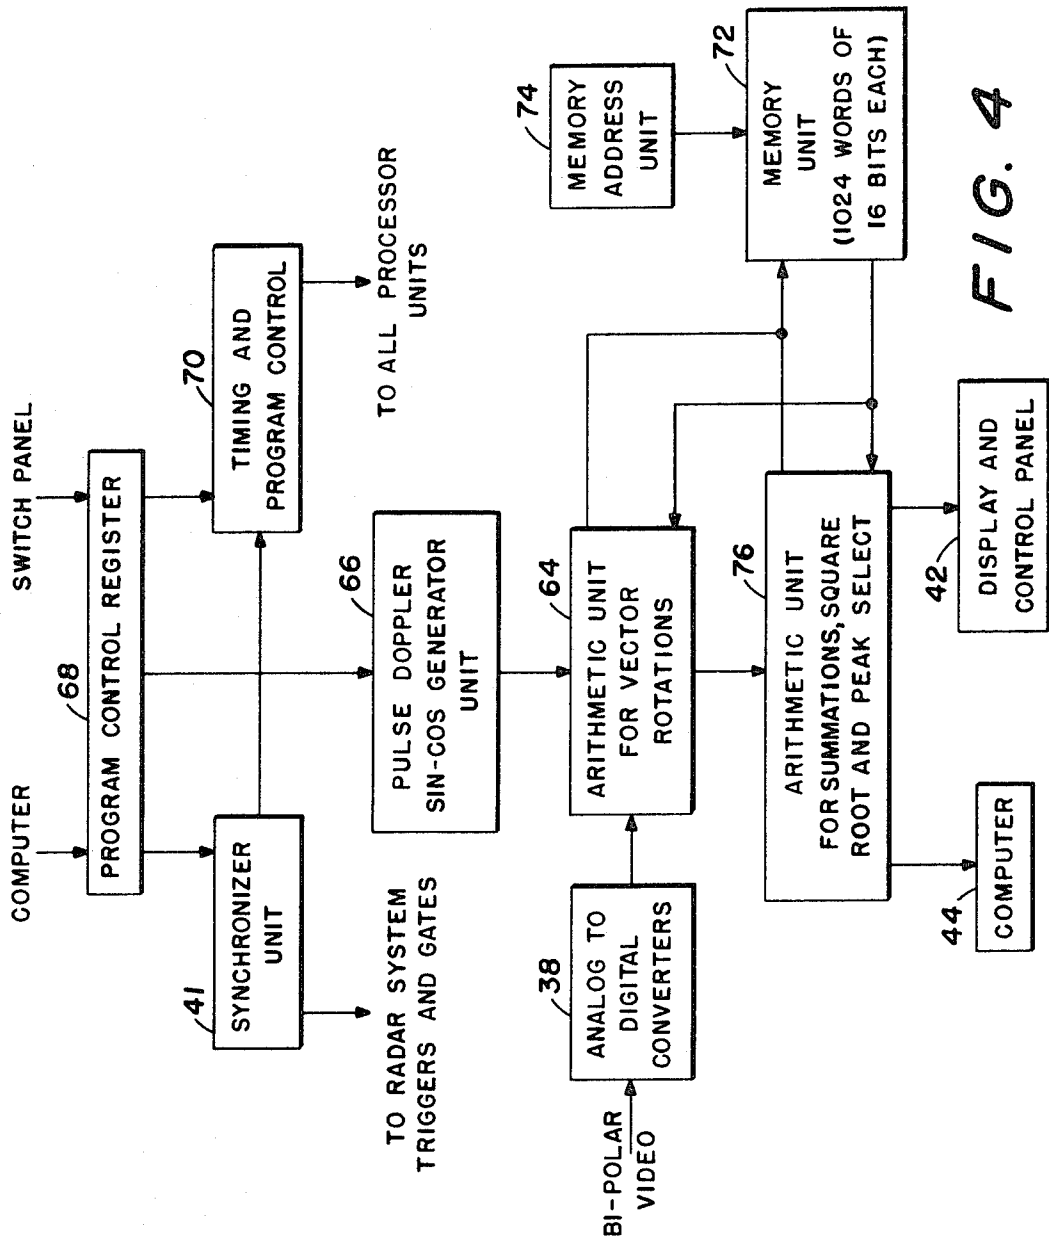 COMPUTER
SWITCH PANEL
68
PROGRAM CONTROL REGISTER
41
SYNCHRONIZER
UNIT
70
TIMING AND
PROGRAM CONTROL
TO RADAR SYSTEM
TRIGGERS AND GATES
66
PULSE DOPPLER
SIN-COS GENERATOR
UNIT
TO ALL PROCESSOR
UNITS
BI-POLAR
VIDEO
38
ANALOG TO
DIGITAL
CONVERTERS
64
ARITHMETIC UNIT
FOR VECTOR
ROTATIONS
74
MEMORY
ADDRESS
UNIT
76
ARITHMETIC UNIT
FOR SUMMATIONS, SQUARE
ROOT AND PEAK SELECT
72
MEMORY
UNIT
(1024 WORDS OF
16 BITS EACH)
44
COMPUTER
42
DISPLAY AND
CONTROL PANEL
FIG. 4